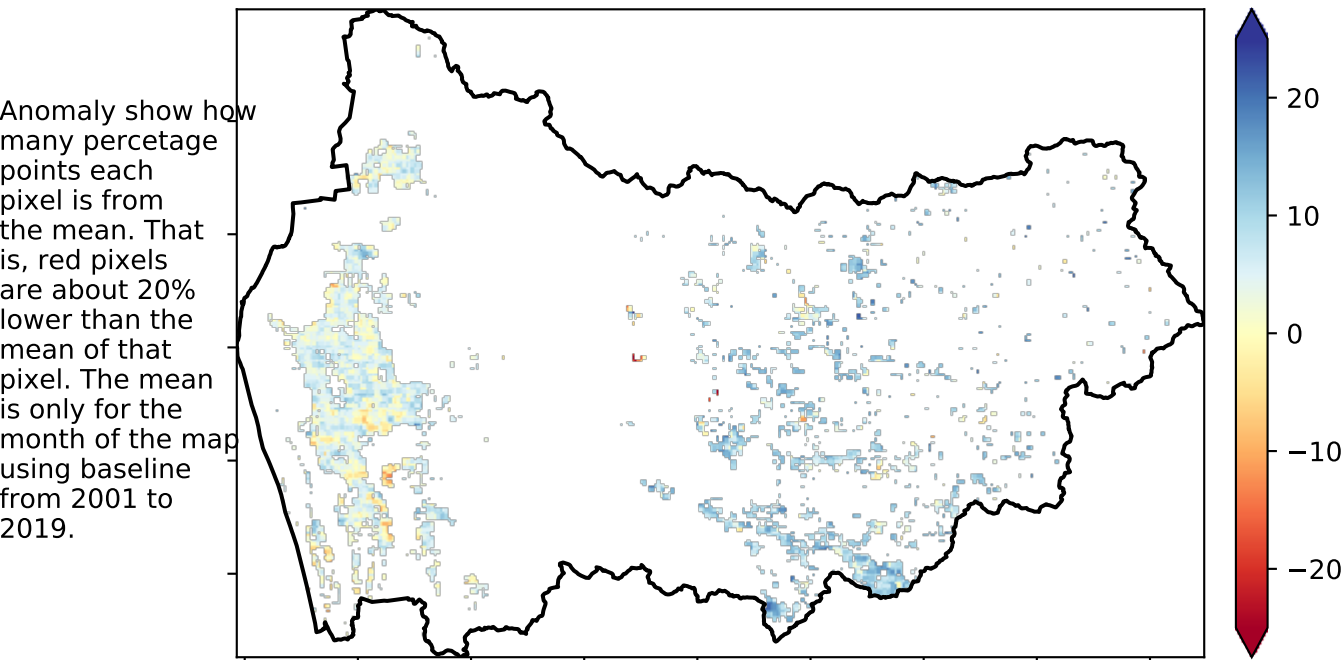 Anomaly show how
many percetage
points each
pixel is from
the mean. That
is, red pixels
are about 20%
lower than the
mean of that
pixel. The mean
is only for the
month of the map
using baseline
from 2001 to
2019.
20
10
0
−10
−20